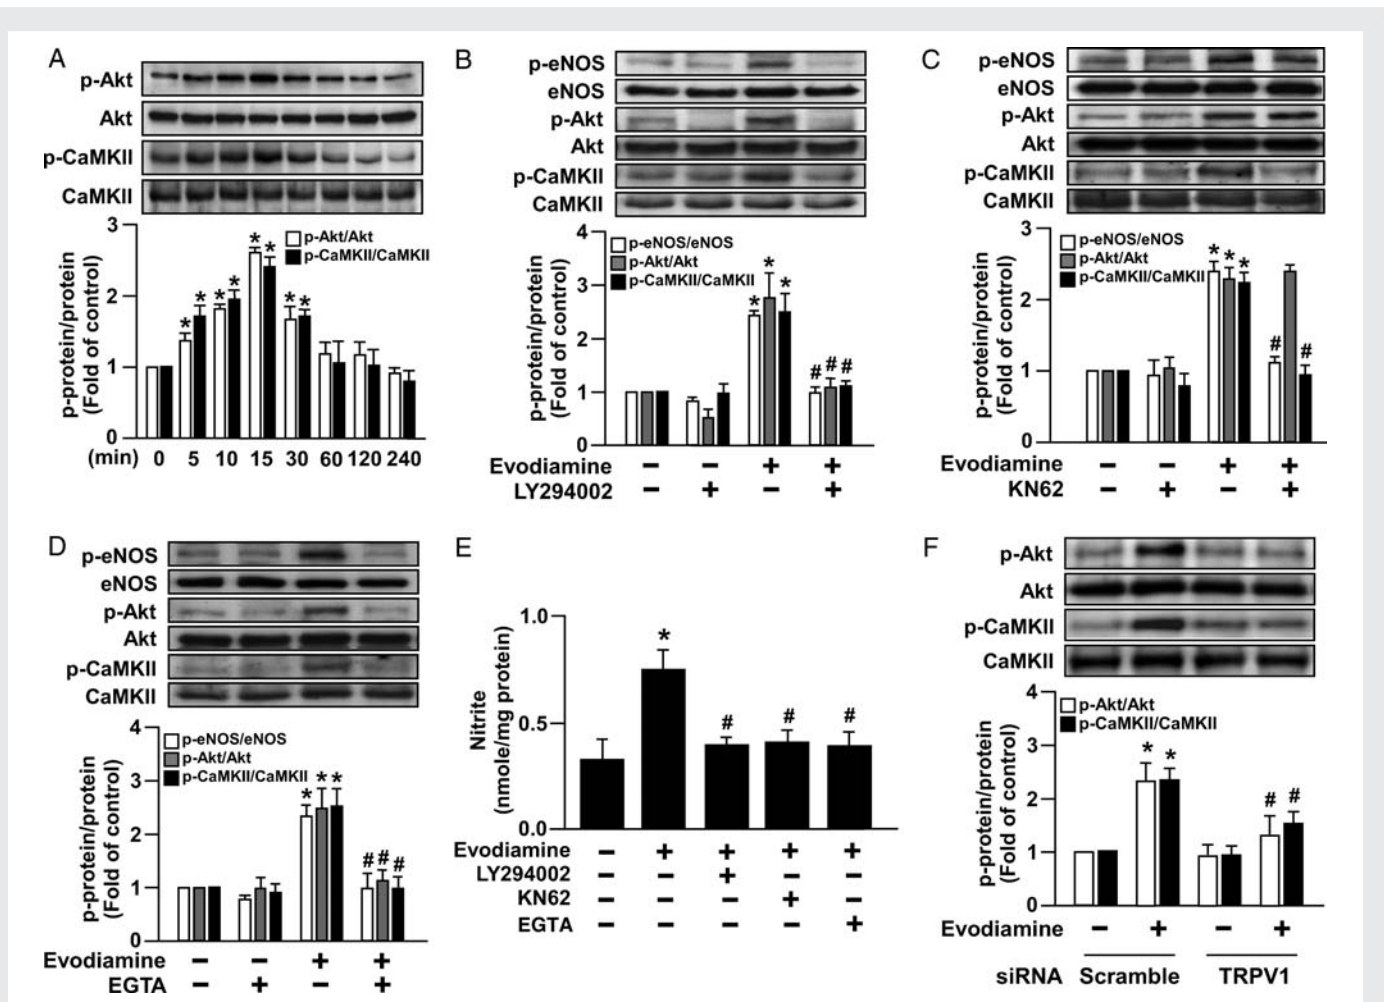 A
p-Akt
Akt
p-CaMKII
CaMKII
3
2
1
0
p-protein/protein
(Fold of control)
p-Akt/Akt
p-CaMKII/CaMKII
* * * * * * * *
(min) 0 5 10 15 30 60 120 240
B
p-eNOS
eNOS
p-Akt
Akt
p-CaMKII
CaMKII
4
3
2
1
0
p-protein/protein
(Fold of control)
p-eNOS/eNOS
p-Akt/Akt
p-CaMKII/CaMKII
* * *
# # #
Evodiamine − − + +
LY294002 − + − +
C
p-eNOS
eNOS
p-Akt
Akt
p-CaMKII
CaMKII
3
2
1
0
p-protein/protein
(Fold of control)
p-eNOS/eNOS
p-Akt/Akt
p-CaMKII/CaMKII
* * *
# #
Evodiamine − − + +
KN62 − + − +
D
p-eNOS
eNOS
p-Akt
Akt
p-CaMKII
CaMKII
4
3
2
1
0
p-protein/protein
(Fold of control)
p-eNOS/eNOS
p-Akt/Akt
p-CaMKII/CaMKII
* * *
# # #
Evodiamine − − + +
EGTA − + − +
E
1.0
0.5
0.0
Nitrite
(nmole/mg protein)
*
# # #
Evodiamine − + + + +
LY294002 − − + − −
KN62 − − − + −
EGTA − − − − +
F
p-Akt
Akt
p-CaMKII
CaMKII
4
3
2
1
0
p-protein/protein
(Fold of control)
p-Akt/Akt
p-CaMKII/CaMKII
* *
# #
Evodiamine − + − +
siRNA Scramble TRPV1